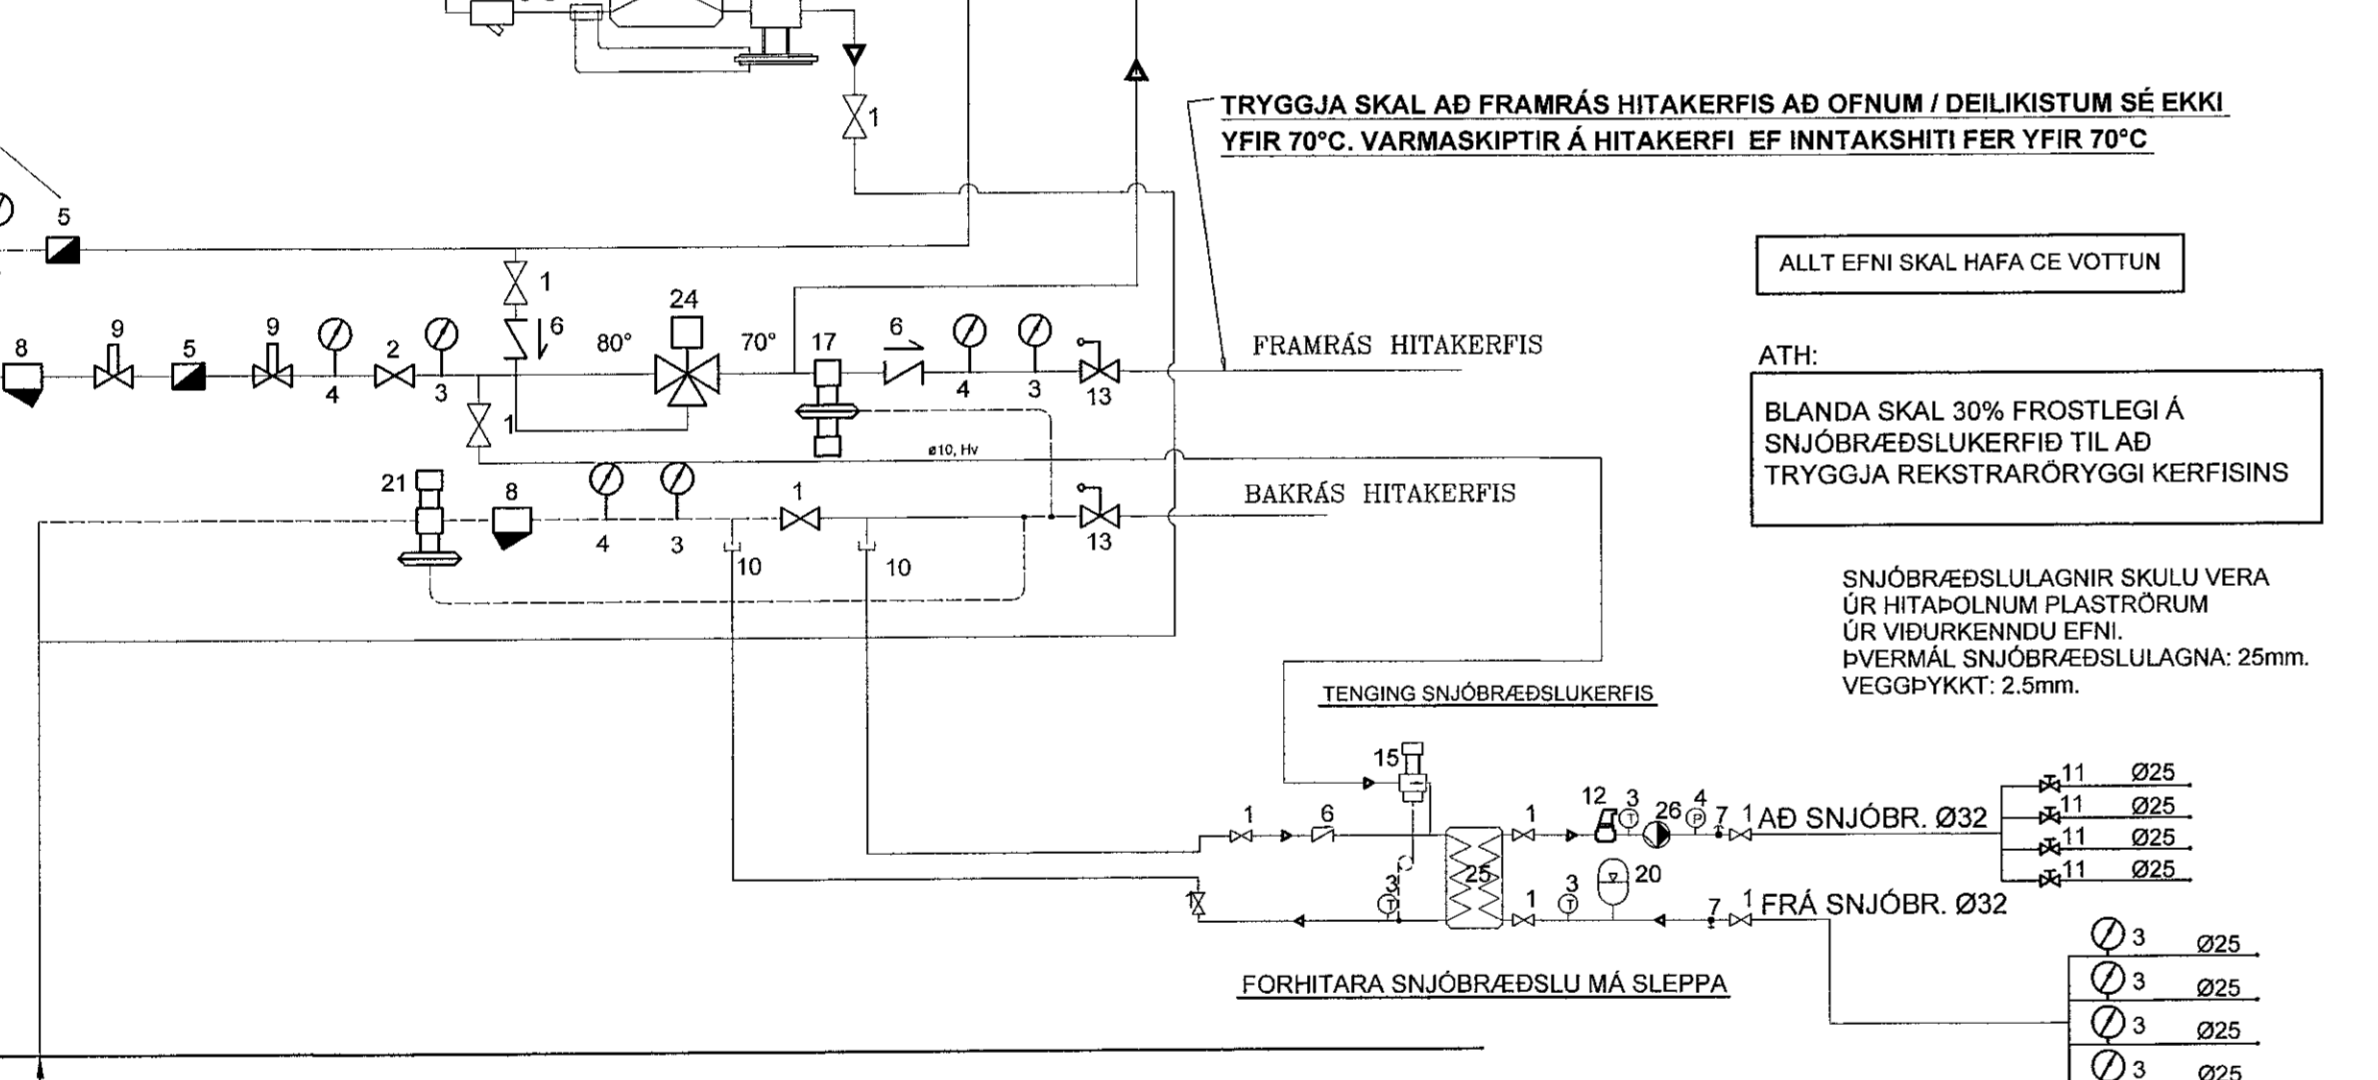 1
TRYGGJA SKAL AÐ FRAMRÁS HITAKERFIS AÐ OFNUM / DEILIKISTUM SÉ EKKI
YFIR 70°C. VARMASKIPTIR Á HITAKERFI EF INNTAKSHITI FER YFIR 70°C
5
ALLT EFNI SKAL HAFA CE VOTTUN
1
24
8
9
5
9
2
6
80°
70°
17
6
FRAMRÁS HITAKERFIS
4
3
4
3
13
1
ATH:
BLANDA SKAL 30% FROSTLEGI Á
SNJÓBRÆÐSLUKERFIÐ TIL AÐ
TRYGGJA REKSTRARÖRYGGI KERFISINS
ø10, Hv
21
8
1
BAKRÁS HITAKERFIS
4
3
13
10
10
SNJÓBRÆÐSLULAGNIR SKULU VERA
ÚR HITAÞOLNUM PLASTRÖRUM
ÚR VIÐURKENNDU EFNI.
ÞVERMÁL SNJÓBRÆÐSLULAGNA: 25mm.
VEGGÞYKKT: 2.5mm.
TENGING SNJÓBRÆÐSLUKERFIS
15
1
6
1
12
3
T
26
4
P
7
1
AÐ SNJÓBR. Ø32
11 Ø25
11 Ø25
11 Ø25
11 Ø25
25
1
3
T
1
3
T
20
7
1
FRÁ SNJÓBR. Ø32
3 Ø25
3 Ø25
3 Ø25
3 Ø25
FORHITARA SNJÓBRÆÐSLU MÁ SLEPPA